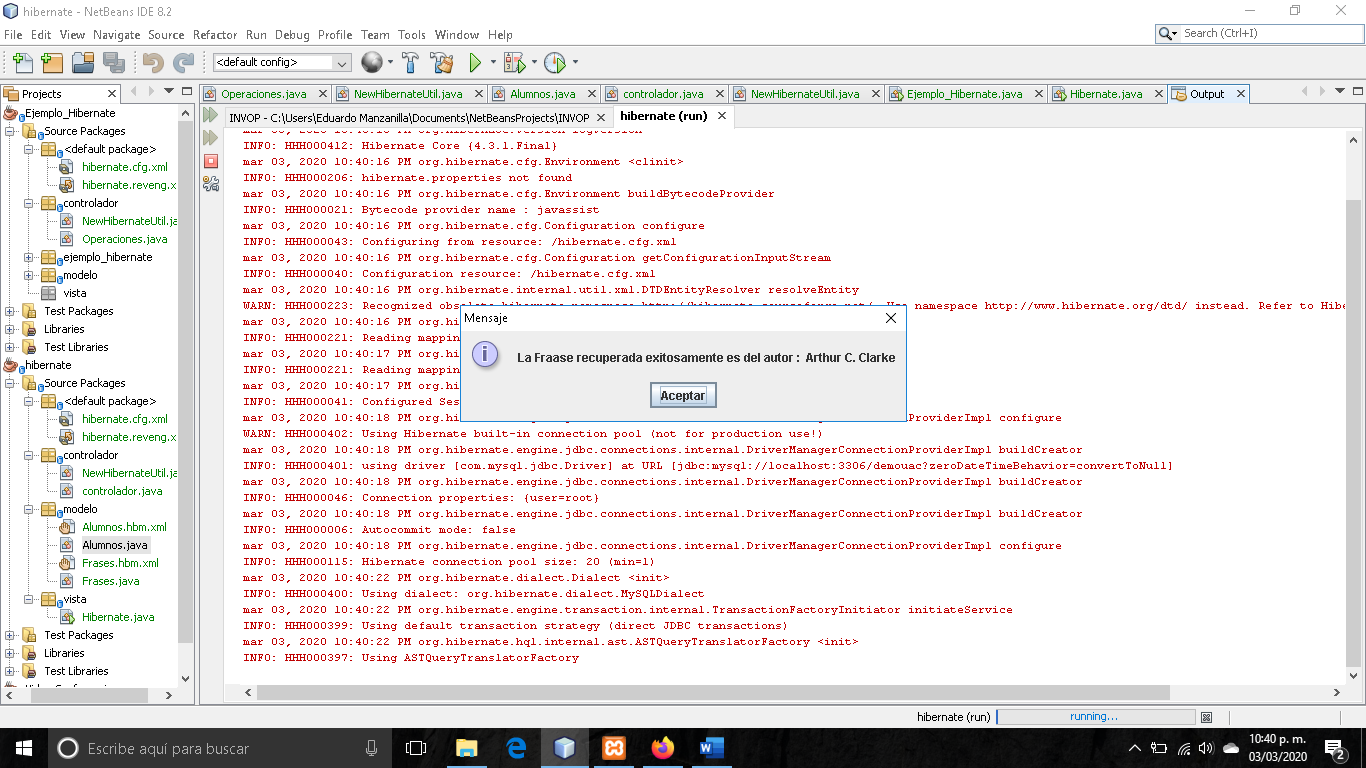 hibernate - NetBeans IDE 8.2
File Edit View Navigate Source Refactor Run Debug Profile Team Tools Window Help
Search (Ctrl+I)
<default config>
Projects
Ejemplo_Hibernate
Source Packages
<default package>
hibernate.cfg.xml
hibernate.reveng.x
controlador
NewHibernateUtil.ja
Operaciones.java
ejemplo_hibernate
modelo
vista
Test Packages
Libraries
Test Libraries
hibernate
Source Packages
<default package>
hibernate.cfg.xml
hibernate.reveng.x
controlador
NewHibernateUtil.ja
controlador.java
modelo
Alumnos.hbm.xml
Alumnos.java
Frases.hbm.xml
Frases.java
vista
Hibernate.java
Test Packages
Libraries
Test Libraries
Operaciones.java NewHibernateUtil.java Alumnos.java controlador.java NewHibernateUtil.java Ejemplo_Hibernate.java Hibernate.java Output
INVOP - C:\Users\Eduardo Manzanilla\Documents\NetBeansProjects\INVOP hibernate (run)
INFO: HHH000412: Hibernate Core {4.3.1.Final}
mar 03, 2020 10:40:16 PM org.hibernate.cfg.Environment <clinit>
INFO: HHH000206: hibernate.properties not found
mar 03, 2020 10:40:16 PM org.hibernate.cfg.Environment buildBytecodeProvider
INFO: HHH000021: Bytecode provider name : javassist
mar 03, 2020 10:40:16 PM org.hibernate.cfg.Configuration configure
INFO: HHH000043: Configuring from resource: /hibernate.cfg.xml
mar 03, 2020 10:40:16 PM org.hibernate.cfg.Configuration getConfigurationInputStream
INFO: HHH000040: Configuration resource: /hibernate.cfg.xml
mar 03, 2020 10:40:16 PM org.hibernate.internal.util.xml.DTDEntityResolver resolveEntity
WARN: HHH000223: Recognized namespace http://www.hibernate.org/dtd/ instead. Refer to Hibe
mar 03, 2020 10:40:16 PM org.hi
INFO: HHH000221: Reading mappin
mar 03, 2020 10:40:17 PM org.hi
INFO: HHH000221: Reading mappin
mar 03, 2020 10:40:17 PM org.hi
INFO: HHH000041: Configured Ses
mar 03, 2020 10:40:18 PM org.hi ProviderImpl configure
WARN: HHH000402: Using Hibernate built-in connection pool (not for production use!)
mar 03, 2020 10:40:18 PM org.hibernate.engine.jdbc.connections.internal.DriverManagerConnectionProviderImpl buildCreator
INFO: HHH000401: using driver [com.mysql.jdbc.Driver] at URL [jdbc:mysql://localhost:3306/demouac?zeroDateTimeBehavior=convertToNull]
mar 03, 2020 10:40:18 PM org.hibernate.engine.jdbc.connections.internal.DriverManagerConnectionProviderImpl buildCreator
INFO: HHH000046: Connection properties: {user=root}
mar 03, 2020 10:40:18 PM org.hibernate.engine.jdbc.connections.internal.DriverManagerConnectionProviderImpl buildCreator
INFO: HHH000006: Autocommit mode: false
mar 03, 2020 10:40:18 PM org.hibernate.engine.jdbc.connections.internal.DriverManagerConnectionProviderImpl configure
INFO: HHH000115: Hibernate connection pool size: 20 (min=1)
mar 03, 2020 10:40:22 PM org.hibernate.dialect.Dialect <init>
INFO: HHH000400: Using dialect: org.hibernate.dialect.MySQLDialect
mar 03, 2020 10:40:22 PM org.hibernate.engine.transaction.internal.TransactionFactoryInitiator initiateService
INFO: HHH000399: Using default transaction strategy (direct JDBC transactions)
mar 03, 2020 10:40:22 PM org.hibernate.hql.internal.ast.ASTQueryTranslatorFactory <init>
INFO: HHH000397: Using ASTQueryTranslatorFactory
Mensaje
La Fraase recuperada exitosamente es del autor : Arthur C. Clarke
Aceptar
hibernate (run) running...
Escribe aquí para buscar
10:40 p. m.
03/03/2020
2